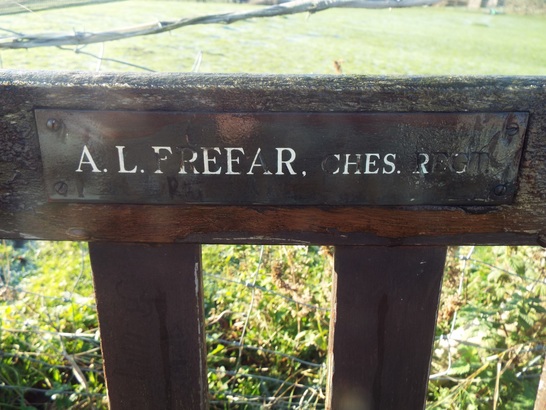 A. L. FREFAR, CHES. REGT.